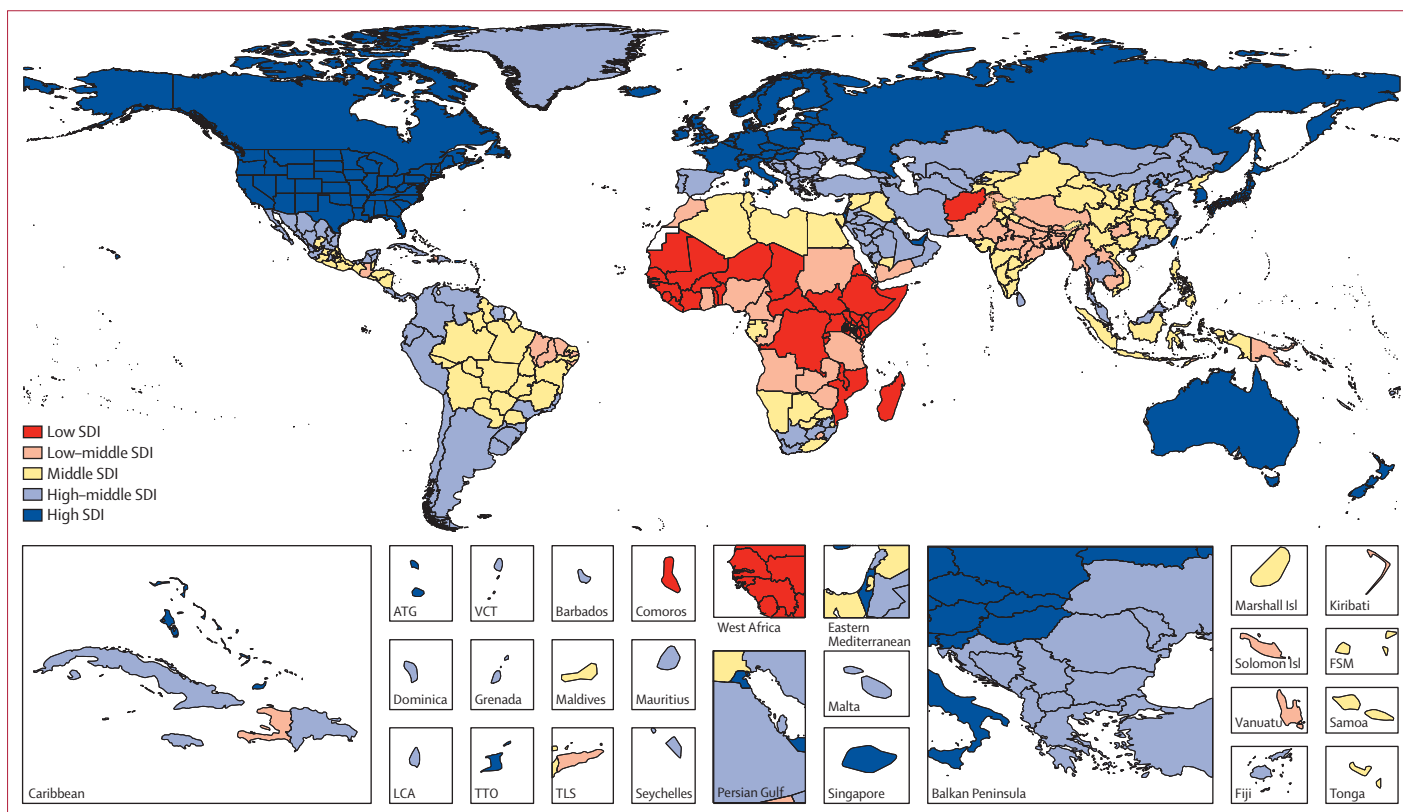 Low SDI
Low–middle SDI
Middle SDI
High–middle SDI
High SDI
Caribbean
ATG
VCT
Barbados
Comoros
West Africa
Eastern
Mediterranean
Marshall Isl
Kiribati
Dominica
Grenada
Maldives
Mauritius
Malta
Solomon Isl
FSM
Vanuatu
Samoa
LCA
TTO
TLS
Seychelles
Persian Gulf
Singapore
Balkan Peninsula
Fiji
Tonga